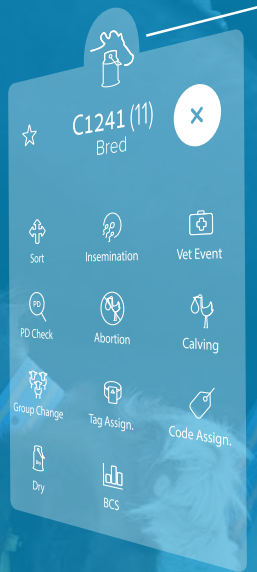 C1241 (11)
Bred
Sort
Insemination
Vet Event
PD
PD Check
Abortion
Calving
Group Change
Tag Assign.
Code Assign.
Dry
BCS